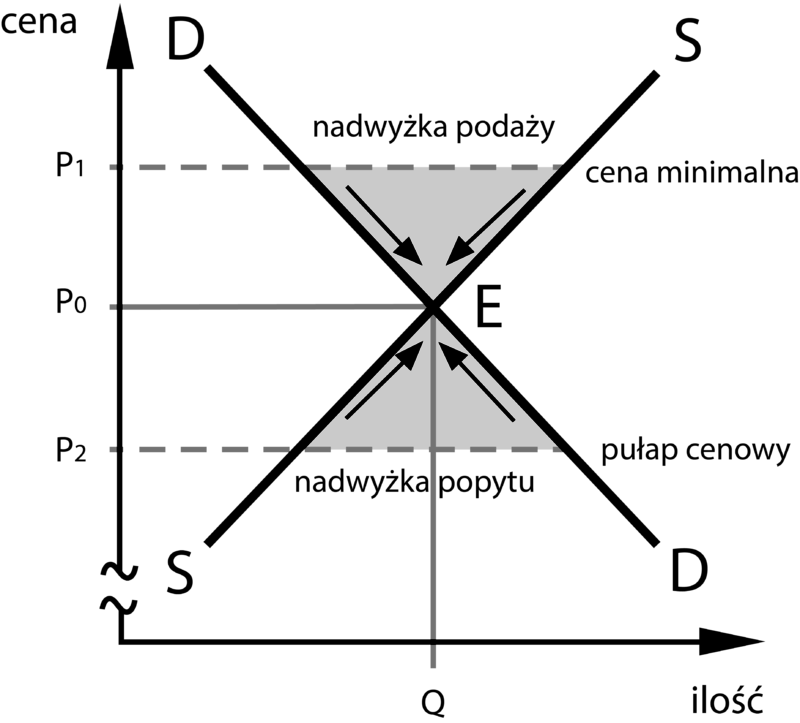 cena
D
S
nadwyżka podaży
P1
cena minimalna
P0
E
P2
pułap cenowy
nadwyżka popytu
S
D
Q
ilość